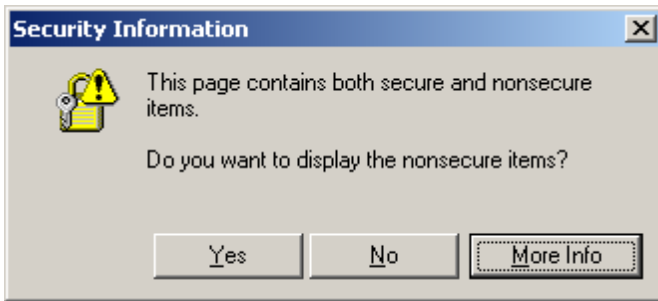 Security Information
This page contains both secure and nonsecure
items.
Do you want to display the nonsecure items?
Yes
No
More Info